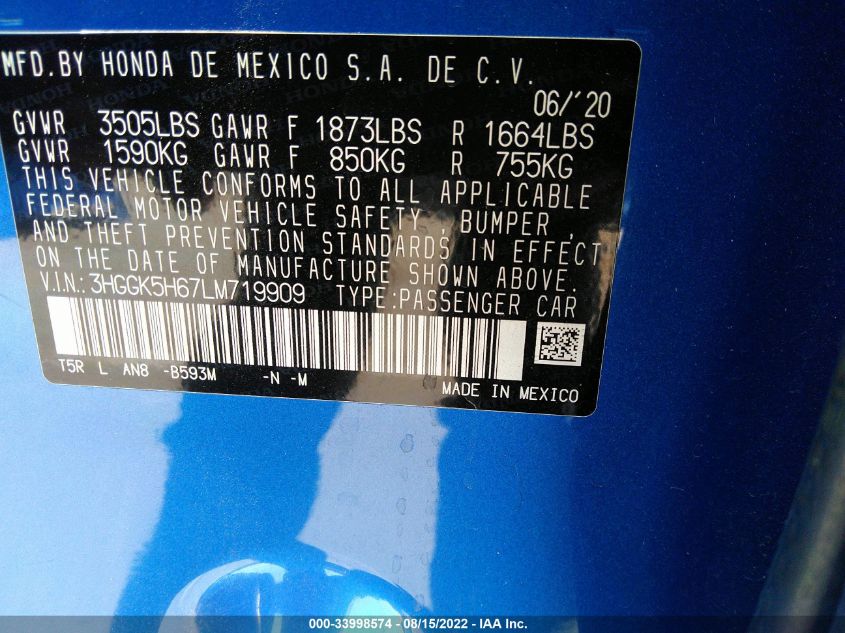 MFD.BY HONDA DE MEXICO S.A. DE C.V.
06/'20
GVWR 3505LBS GAWR F 1873LBS R 1664LBS
GVWR 1590KG GAWR F 850KG R 755KG
THIS VEHICLE CONFORMS TO ALL APPLICABLE
FEDERAL MOTOR VEHICLE SAFETY, BUMPER,
AND THEFT PREVENTION STANDARDS IN EFFECT
ON THE DATE OF MANUFACTURE SHOWN ABOVE.
V.I.N.:3HGGK5H67LM719909 TYPE:PASSENGER CAR
T5R L AN8 -B593M -N -M
MADE IN MEXICO
000-33998574 - 08/15/2022 - IAA Inc.